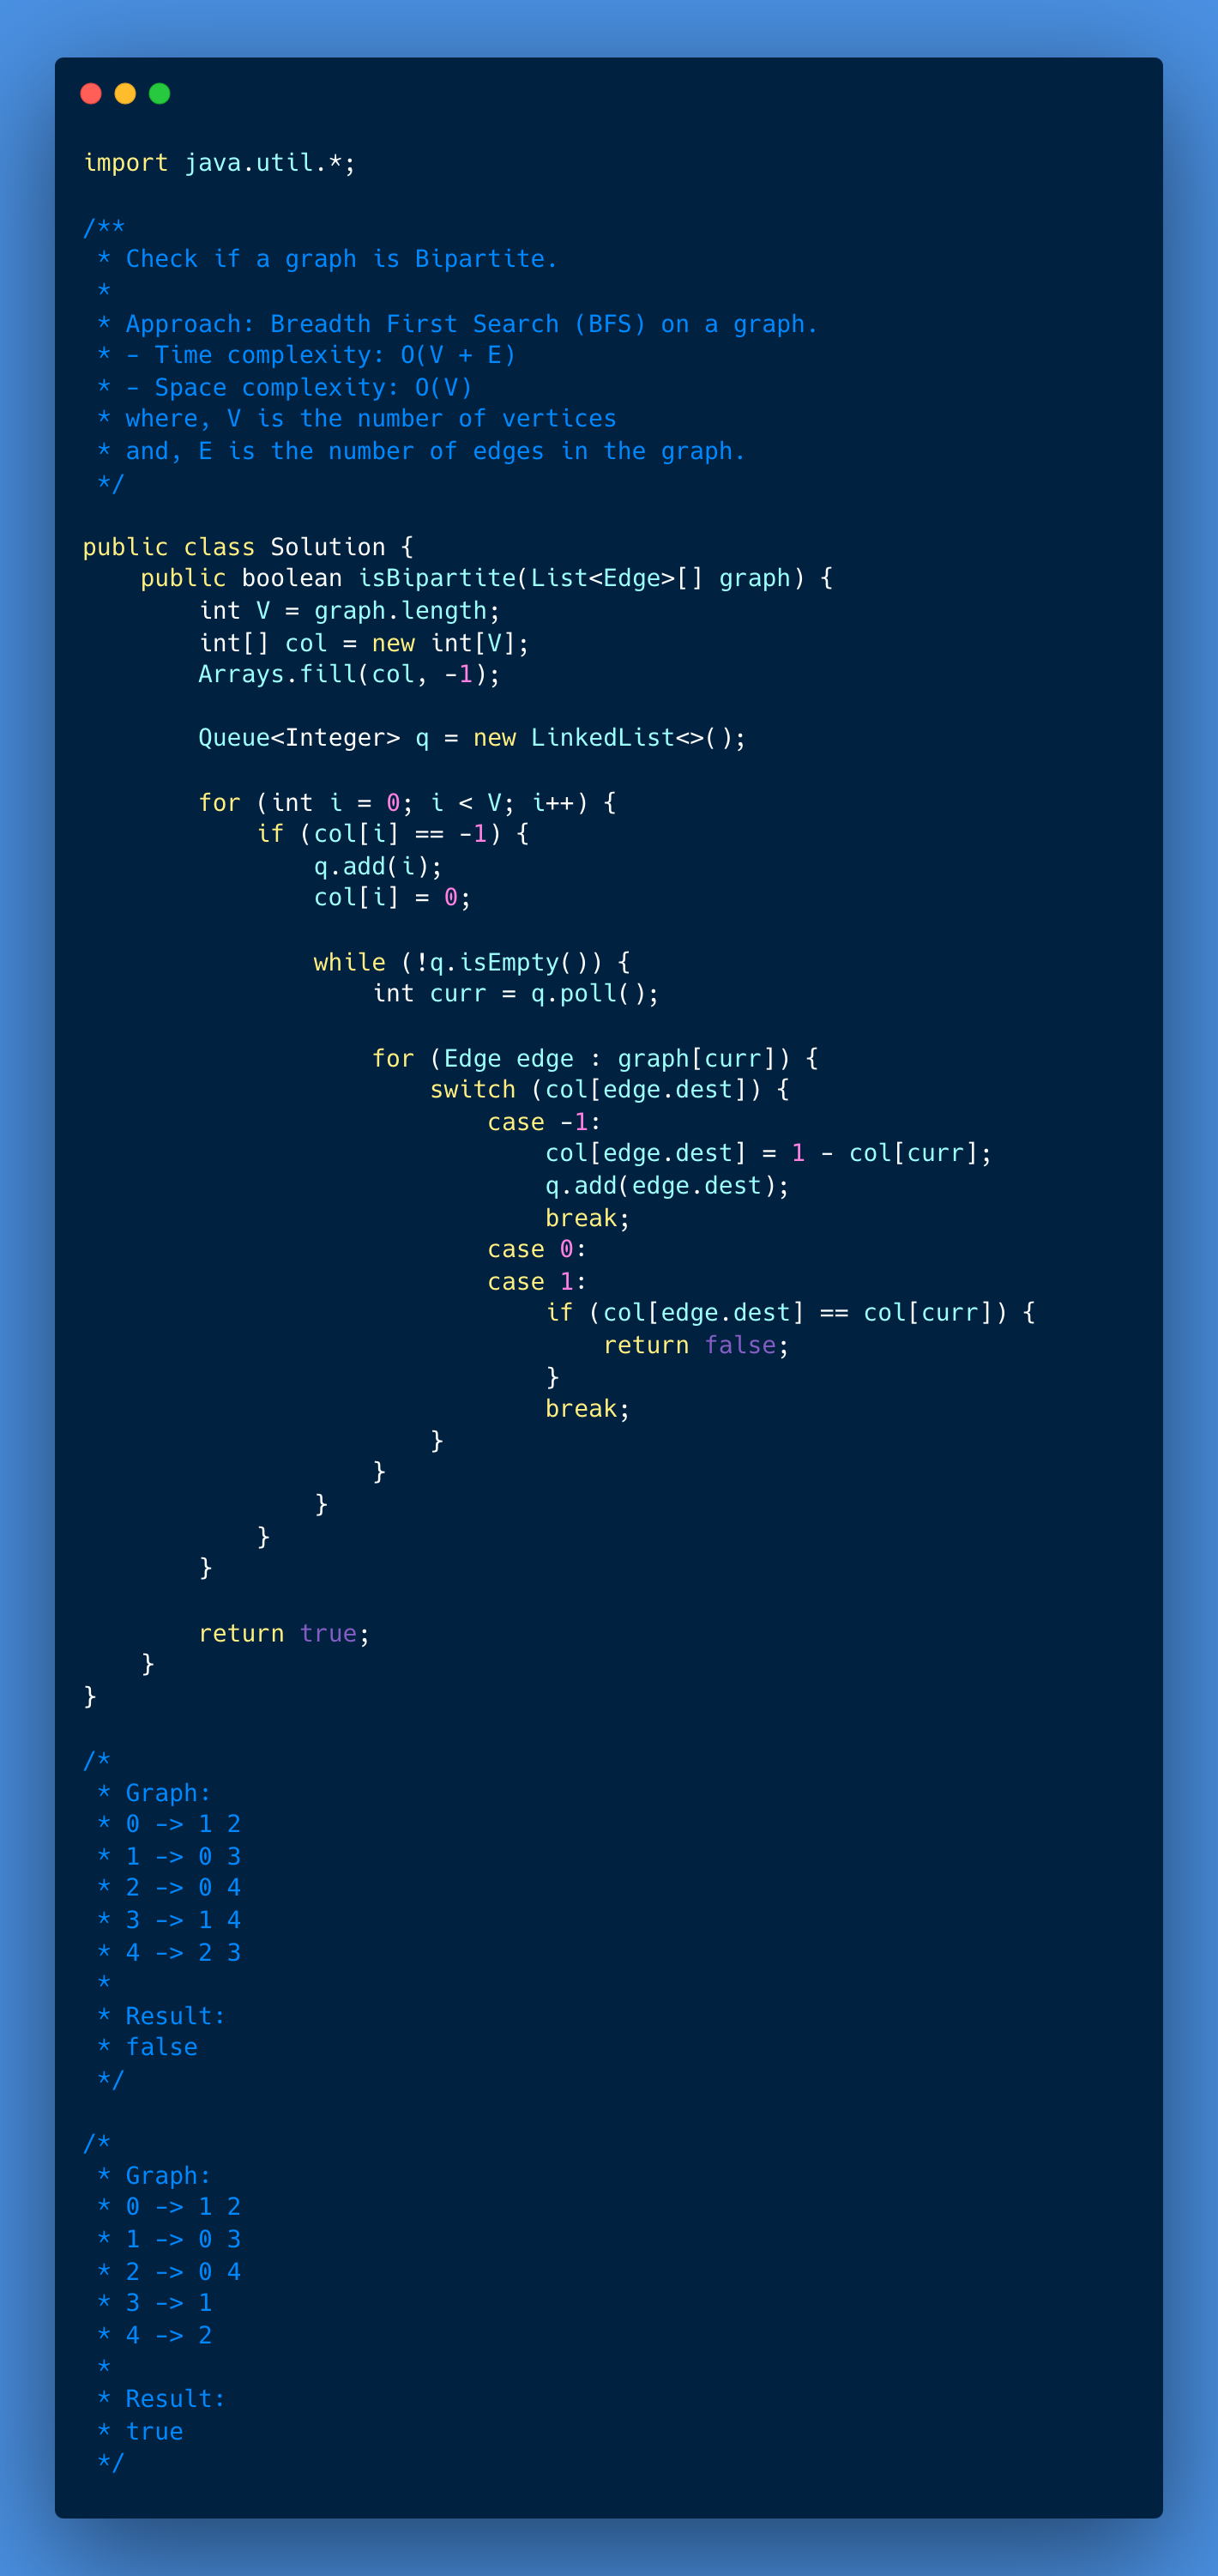 import java.util.*;

/**
 * Check if a graph is Bipartite.
 *
 * Approach: Breadth First Search (BFS) on a graph.
 * - Time complexity: O(V + E)
 * - Space complexity: O(V)
 * where, V is the number of vertices
 * and, E is the number of edges in the graph.
 */

public class Solution {
    public boolean isBipartite(List<Edge>[] graph) {
        int V = graph.length;
        int[] col = new int[V];
        Arrays.fill(col, -1);

        Queue<Integer> q = new LinkedList<>();

        for (int i = 0; i < V; i++) {
            if (col[i] == -1) {
                q.add(i);
                col[i] = 0;

                while (!q.isEmpty()) {
                    int curr = q.poll();

                    for (Edge edge : graph[curr]) {
                        switch (col[edge.dest]) {
                            case -1:
                                col[edge.dest] = 1 - col[curr];
                                q.add(edge.dest);
                                break;
                            case 0:
                            case 1:
                                if (col[edge.dest] == col[curr]) {
                                    return false;
                                }
                                break;
                        }
                    }
                }
            }
        }

        return true;
    }
}

/*
 * Graph:
 * 0 -> 1 2
 * 1 -> 0 3
 * 2 -> 0 4
 * 3 -> 1 4
 * 4 -> 2 3
 *
 * Result:
 * false
 */

/*
 * Graph:
 * 0 -> 1 2
 * 1 -> 0 3
 * 2 -> 0 4
 * 3 -> 1
 * 4 -> 2
 *
 * Result:
 * true
 */